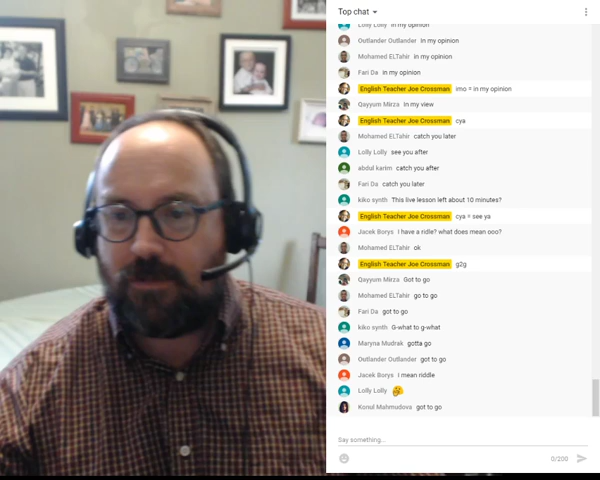 Top chat
Lolly Lolly in my opinion
Outlander Outlander in my opinion
Mohamed ELTahir in my opinion
Fari Da in my opinion
English Teacher Joe Crossman imo = in my opinion
Qayyum Mirza In my view
English Teacher Joe Crossman cya
Mohamed ELTahir catch you later
Lolly Lolly see you after
abdul karim catch you after
Fari Da catch you later
kiko synth This live lesson left about 10 minutes?
English Teacher Joe Crossman cya = see ya
Jacek Borys I have a ridle? what does mean ooo?
Mohamed ELTahir ok
English Teacher Joe Crossman g2g
Qayyum Mirza Got to go
Mohamed ELTahir go to go
Fari Da got to go
kiko synth G-what to g-what
Maryna Mudrak gotta go
Outlander Outlander got to go
Jacek Borys I mean riddle
Lolly Lolly 🤔
Konul Mahmudova got to go
Say something...
0/200